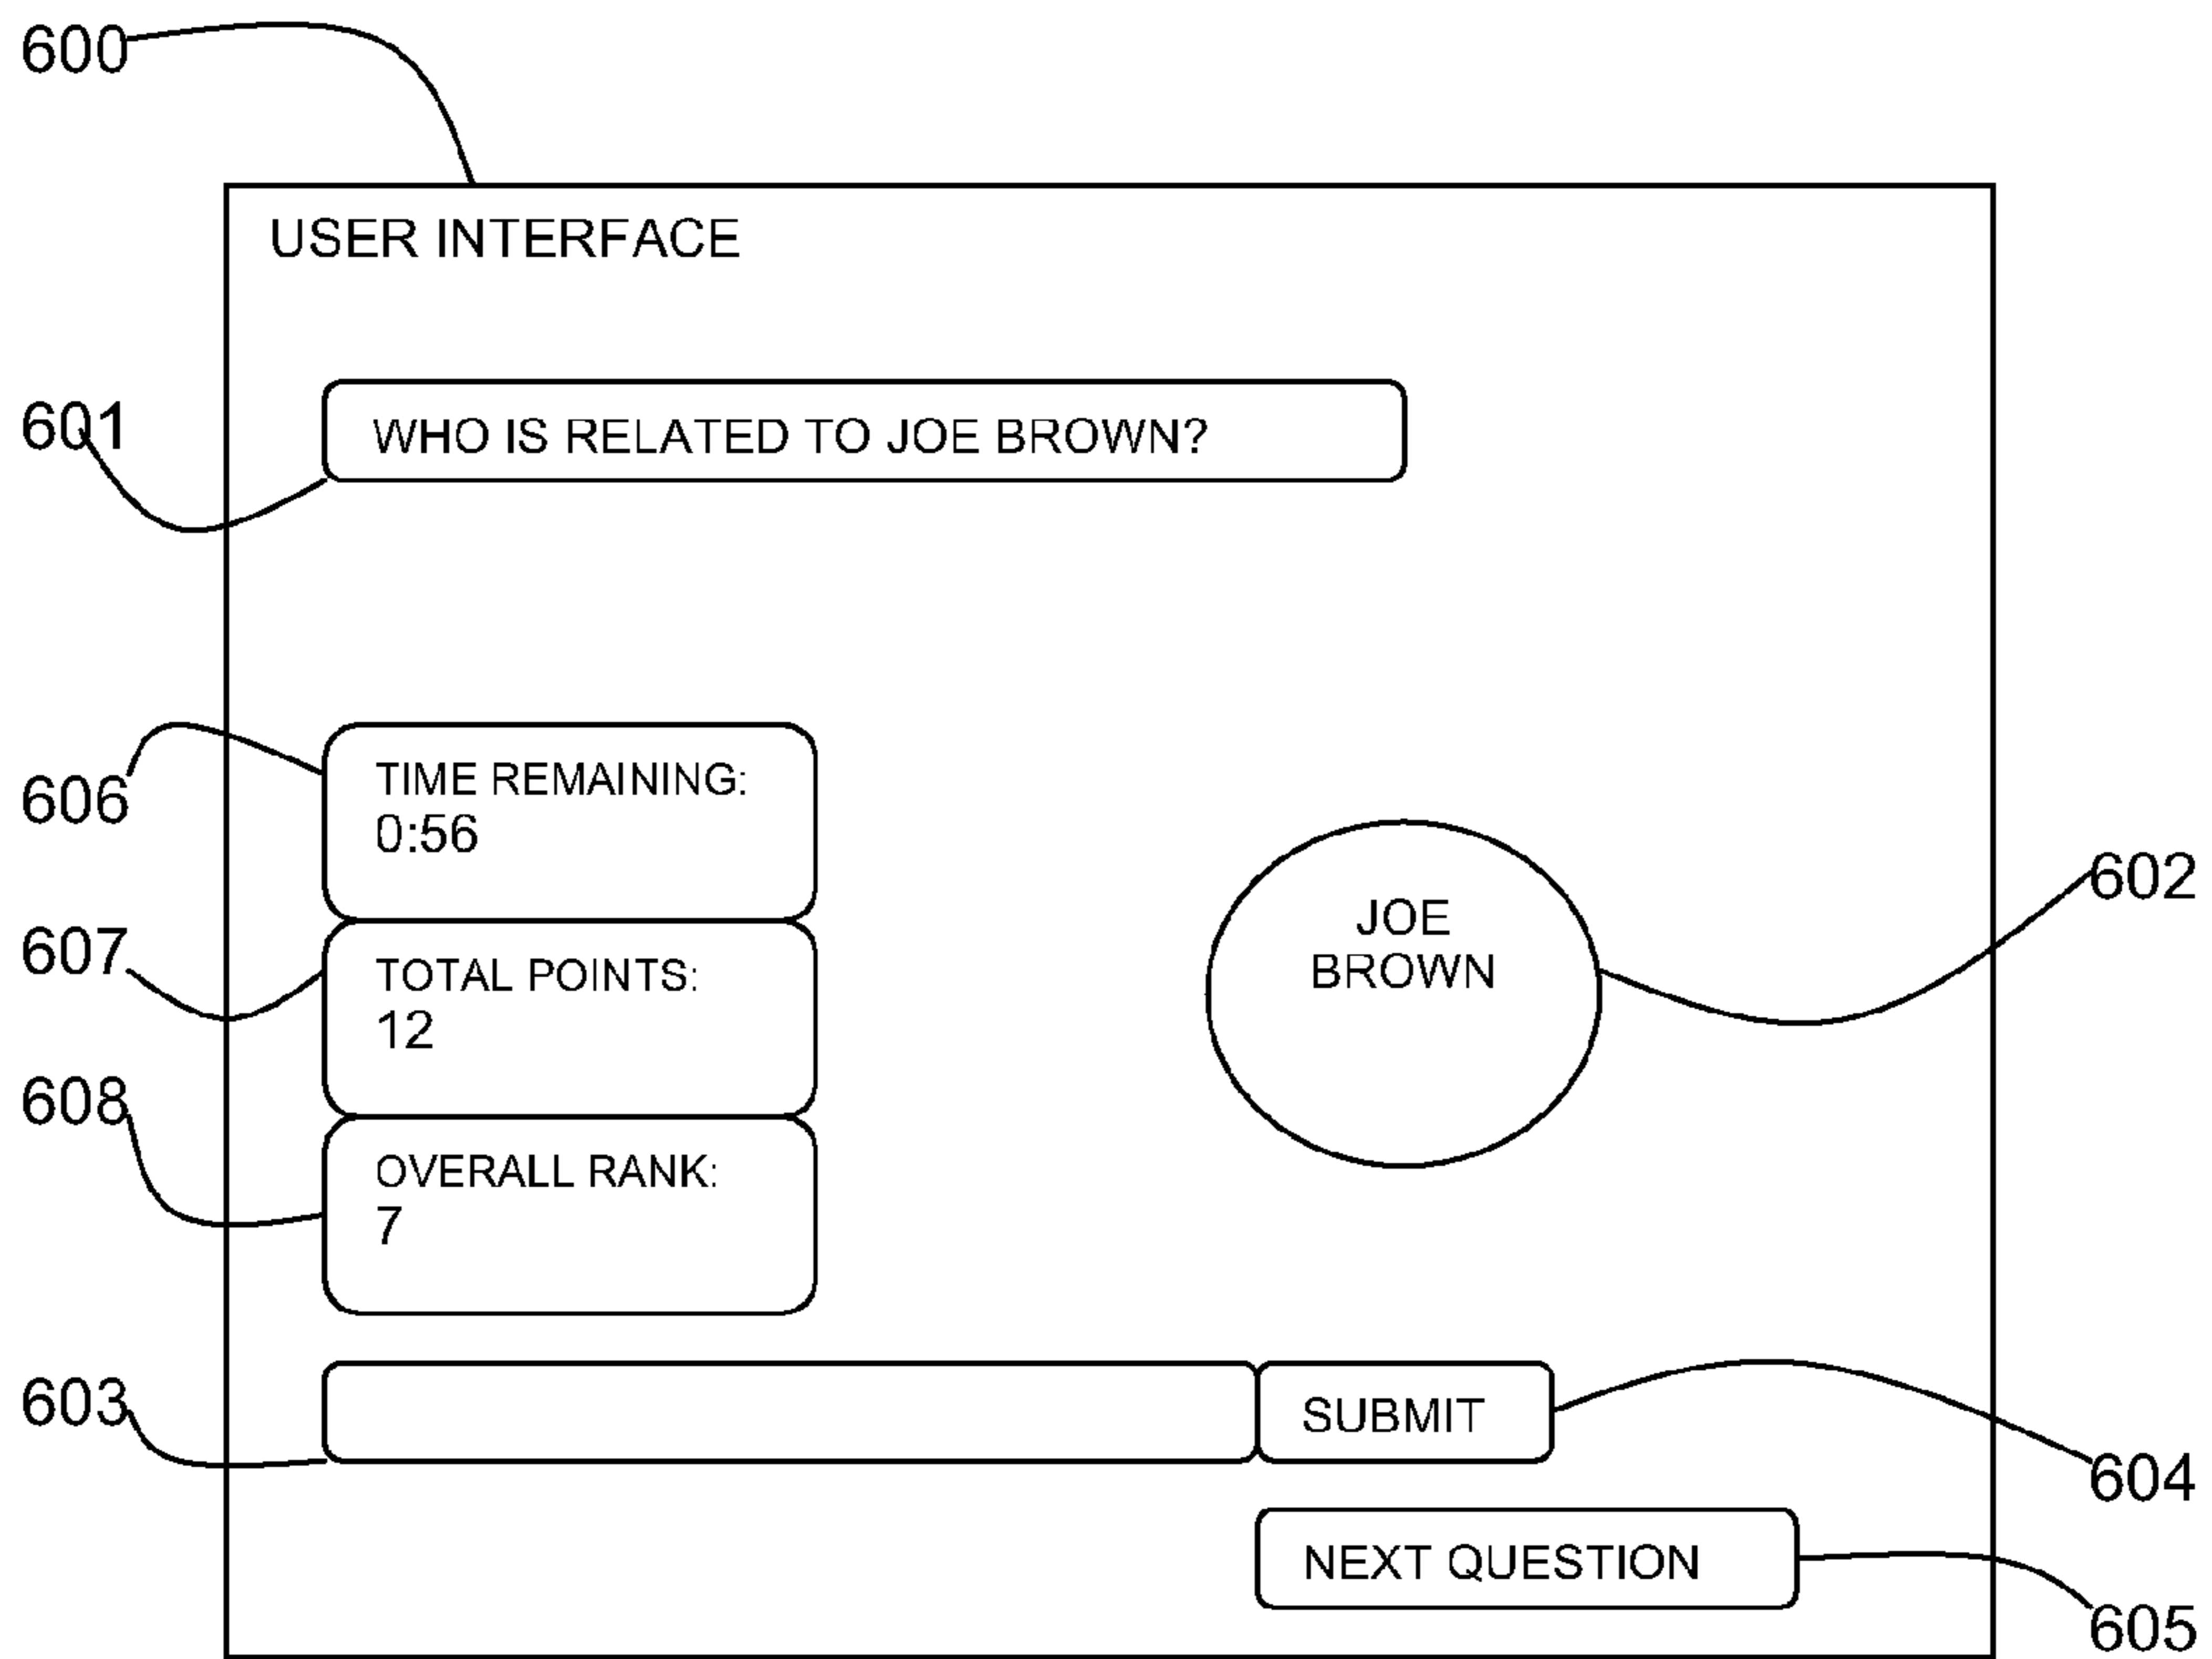 600
USER INTERFACE
601
WHO IS RELATED TO JOE BROWN?
606
TIME REMAINING:
0:56
602
JOE
BROWN
607
TOTAL POINTS:
12
608
OVERALL RANK:
7
603
SUBMIT
604
NEXT QUESTION
605